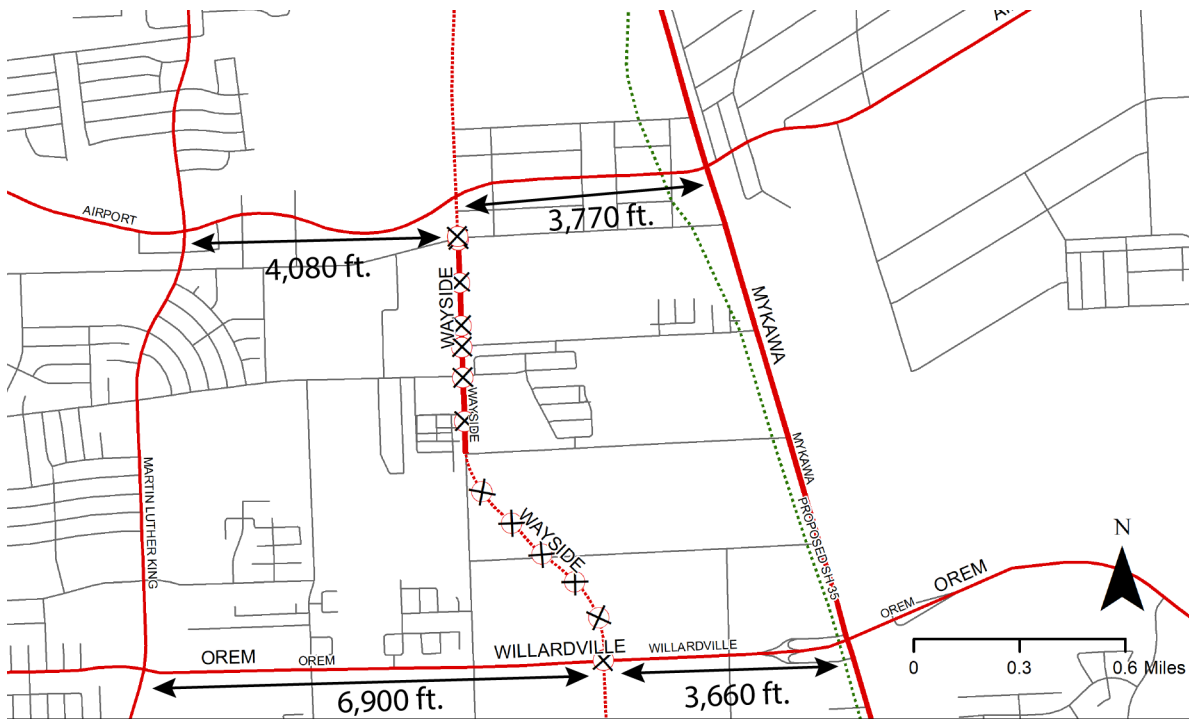 AIRPORT
3,770 ft.
4,080 ft.
WAYSIDE
MYKAWA
WAYSIDE
MYKAWA
MARTIN LUTHER KING
PROPOSED SH 35
WAYSIDE
N
OREM
OREM
OREM
OREM
WILLARDVILLE
WILLARDVILLE
0
0.3
0.6 Miles
6,900 ft.
3,660 ft.